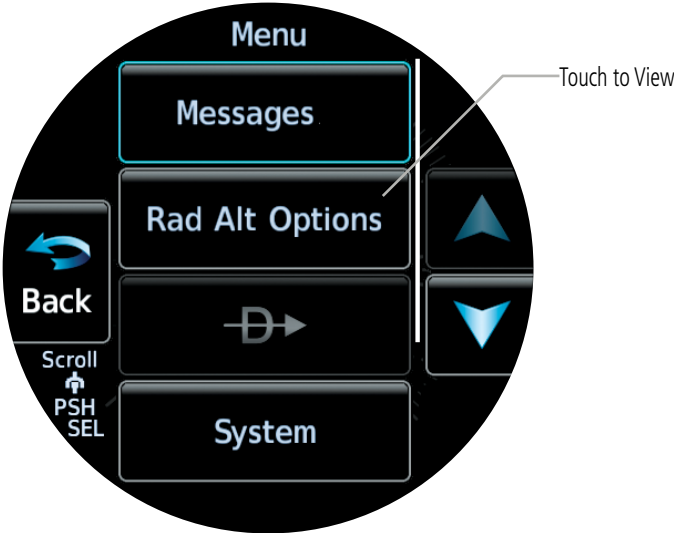 Menu
Messages
Touch to View
Rad Alt Options
Back
D
Scroll
PSH
SEL
System